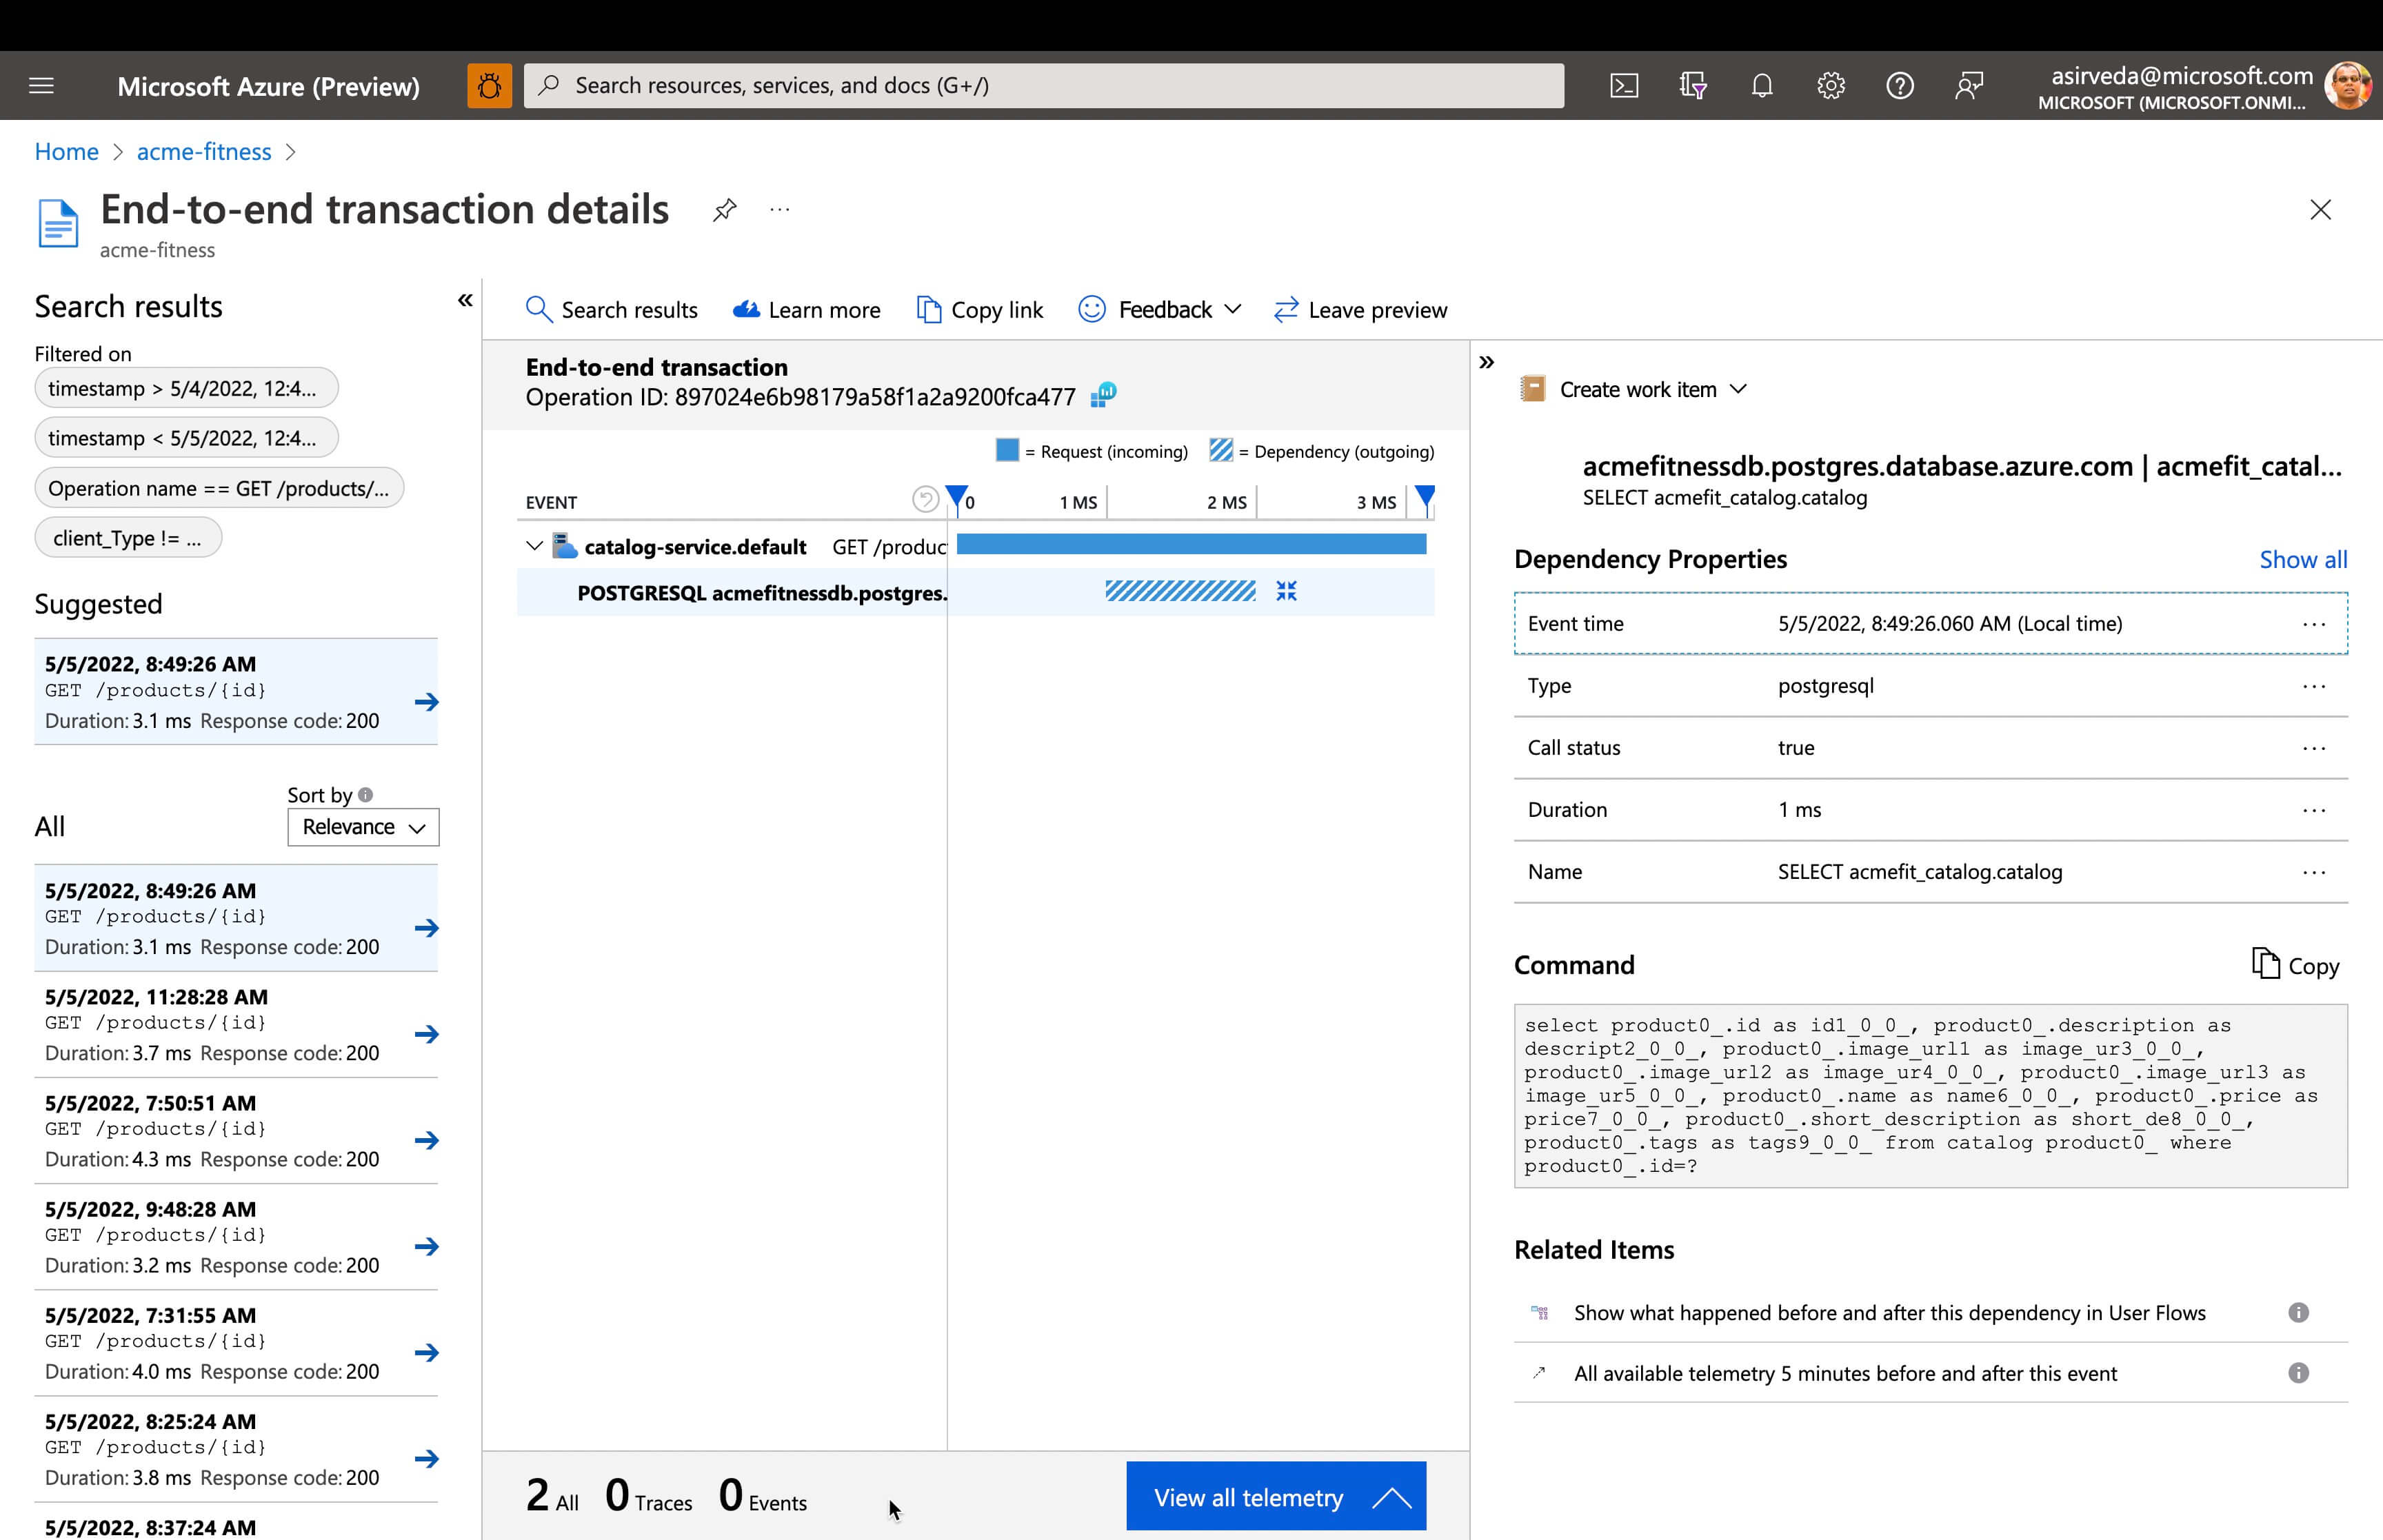 Microsoft Azure (Preview)
Search resources, services, and docs (G+/)
asirveda@microsoft.com
MICROSOFT (MICROSOFT.ONMI...
Home > acme-fitness >
End-to-end transaction details
...
acme-fitness
Search results
Filtered on
timestamp > 5/4/2022, 12:4...
timestamp < 5/5/2022, 12:4...
Operation name == GET /products/...
client_Type != ...
Suggested
5/5/2022, 8:49:26 AM
GET /products/{id}
Duration: 3.1 ms Response code: 200
Sort by
All
Relevance
5/5/2022, 8:49:26 AM
GET /products/{id}
Duration: 3.1 ms Response code: 200
5/5/2022, 11:28:28 AM
GET /products/{id}
Duration: 3.7 ms Response code: 200
5/5/2022, 7:50:51 AM
GET /products/{id}
Duration: 4.3 ms Response code: 200
5/5/2022, 9:48:28 AM
GET /products/{id}
Duration: 3.2 ms Response code: 200
5/5/2022, 7:31:55 AM
GET /products/{id}
Duration: 4.0 ms Response code: 200
5/5/2022, 8:25:24 AM
GET /products/{id}
Duration: 3.8 ms Response code: 200
5/5/2022, 8:37:24 AM
Search results Learn more Copy link Feedback Leave preview
End-to-end transaction
Operation ID: 897024e6b98179a58f1a2a9200fca477
= Request (incoming) = Dependency (outgoing)
EVENT 0 1 MS 2 MS 3 MS
catalog-service.default GET /produc
POSTGRESQL acmefitnessdb.postgres.
2 All 0 Traces 0 Events
View all telemetry
Create work item
acmefitnessdb.postgres.database.azure.com | acmefit_catal...
SELECT acmefit_catalog.catalog
Dependency Properties Show all
Event time 5/5/2022, 8:49:26.060 AM (Local time) ...
Type postgresql ...
Call status true ...
Duration 1 ms ...
Name SELECT acmefit_catalog.catalog ...
Command Copy
select product0_.id as id1_0_0_, product0_.description as
descript2_0_0_, product0_.image_url1 as image_ur3_0_0_,
product0_.image_url2 as image_ur4_0_0_, product0_.image_url3 as
image_ur5_0_0_, product0_.name as name6_0_0_, product0_.price as
price7_0_0_, product0_.short_description as short_de8_0_0_,
product0_.tags as tags9_0_0_ from catalog product0_ where
product0_.id=?
Related Items
Show what happened before and after this dependency in User Flows
All available telemetry 5 minutes before and after this event